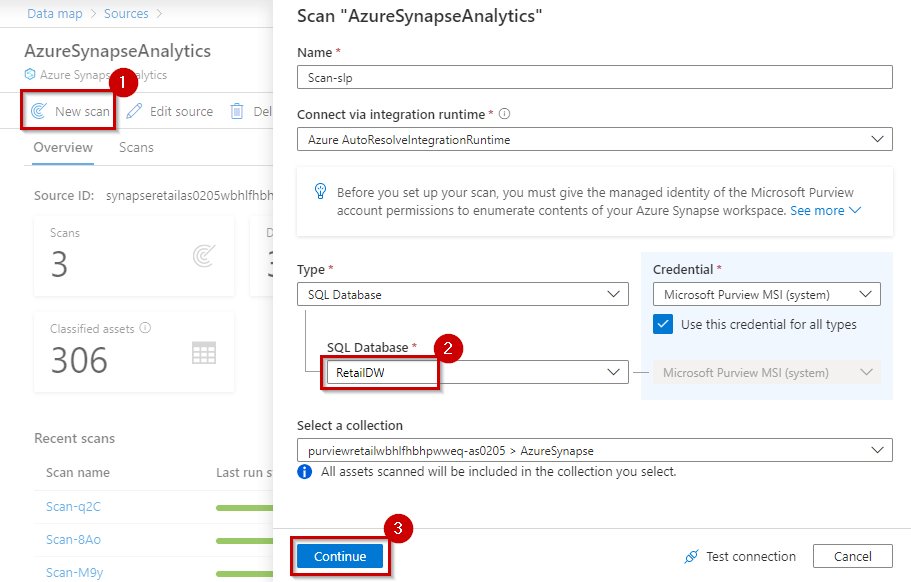 Data map > Sources >
AzureSynapseAnalytics
Azure Synapse Analytics
1
New scan
Edit source
Del
Overview
Scans
Source ID: synapseretailas0205wbhlfhbh
Scans
3
D
Classified assets
306
Recent scans
Scan name
Last run s
Scan-q2C
Scan-8Ao
Scan-M9y
Scan "AzureSynapseAnalytics"
Name *
Scan-slp
Connect via integration runtime *
Azure AutoResolveIntegrationRuntime
Before you set up your scan, you must give the managed identity of the Microsoft Purview
account permissions to enumerate contents of your Azure Synapse workspace. See more
Type *
SQL Database
Credential *
Microsoft Purview MSI (system)
Use this credential for all types
SQL Database *
2
RetailDW
Microsoft Purview MSI (system)
Select a collection
purviewretailwbhlfhbhpwweq-as0205 > AzureSynapse
All assets scanned will be included in the collection you select.
3
Continue
Test connection
Cancel